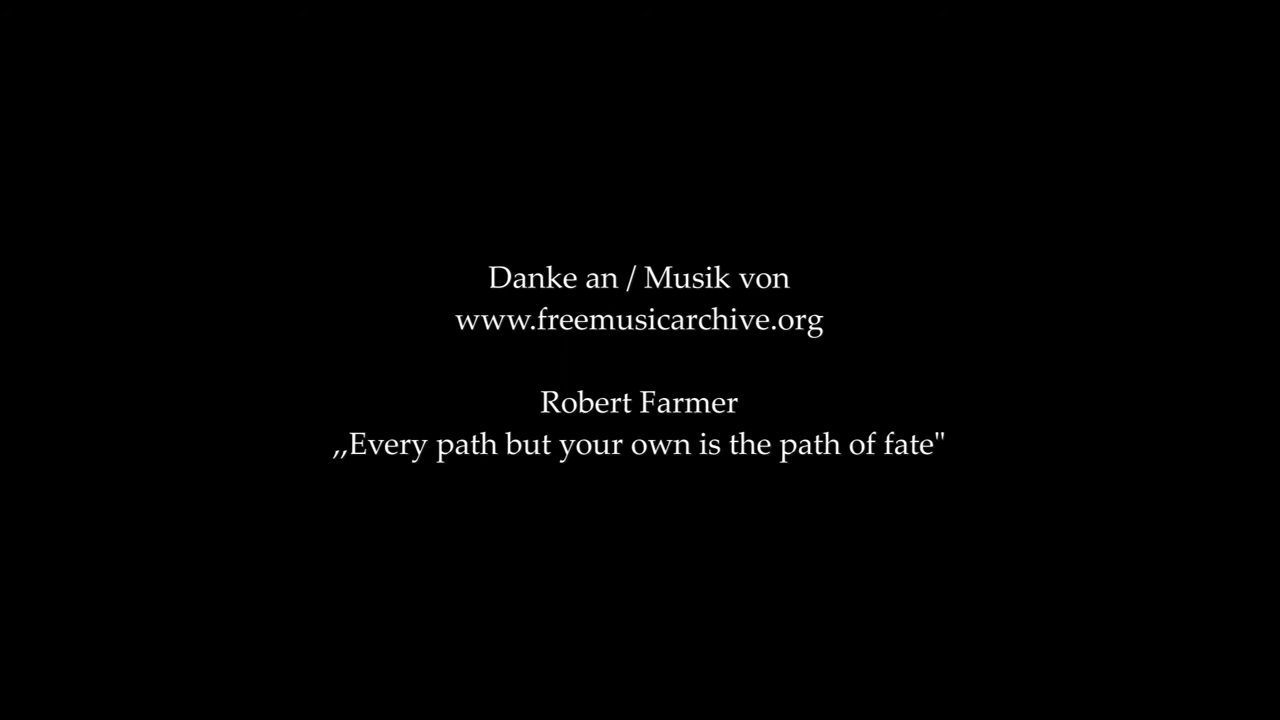 Danke an / Musik von
www.freemusicarchive.org
Robert Farmer
,,Every path but your own is the path of fate"